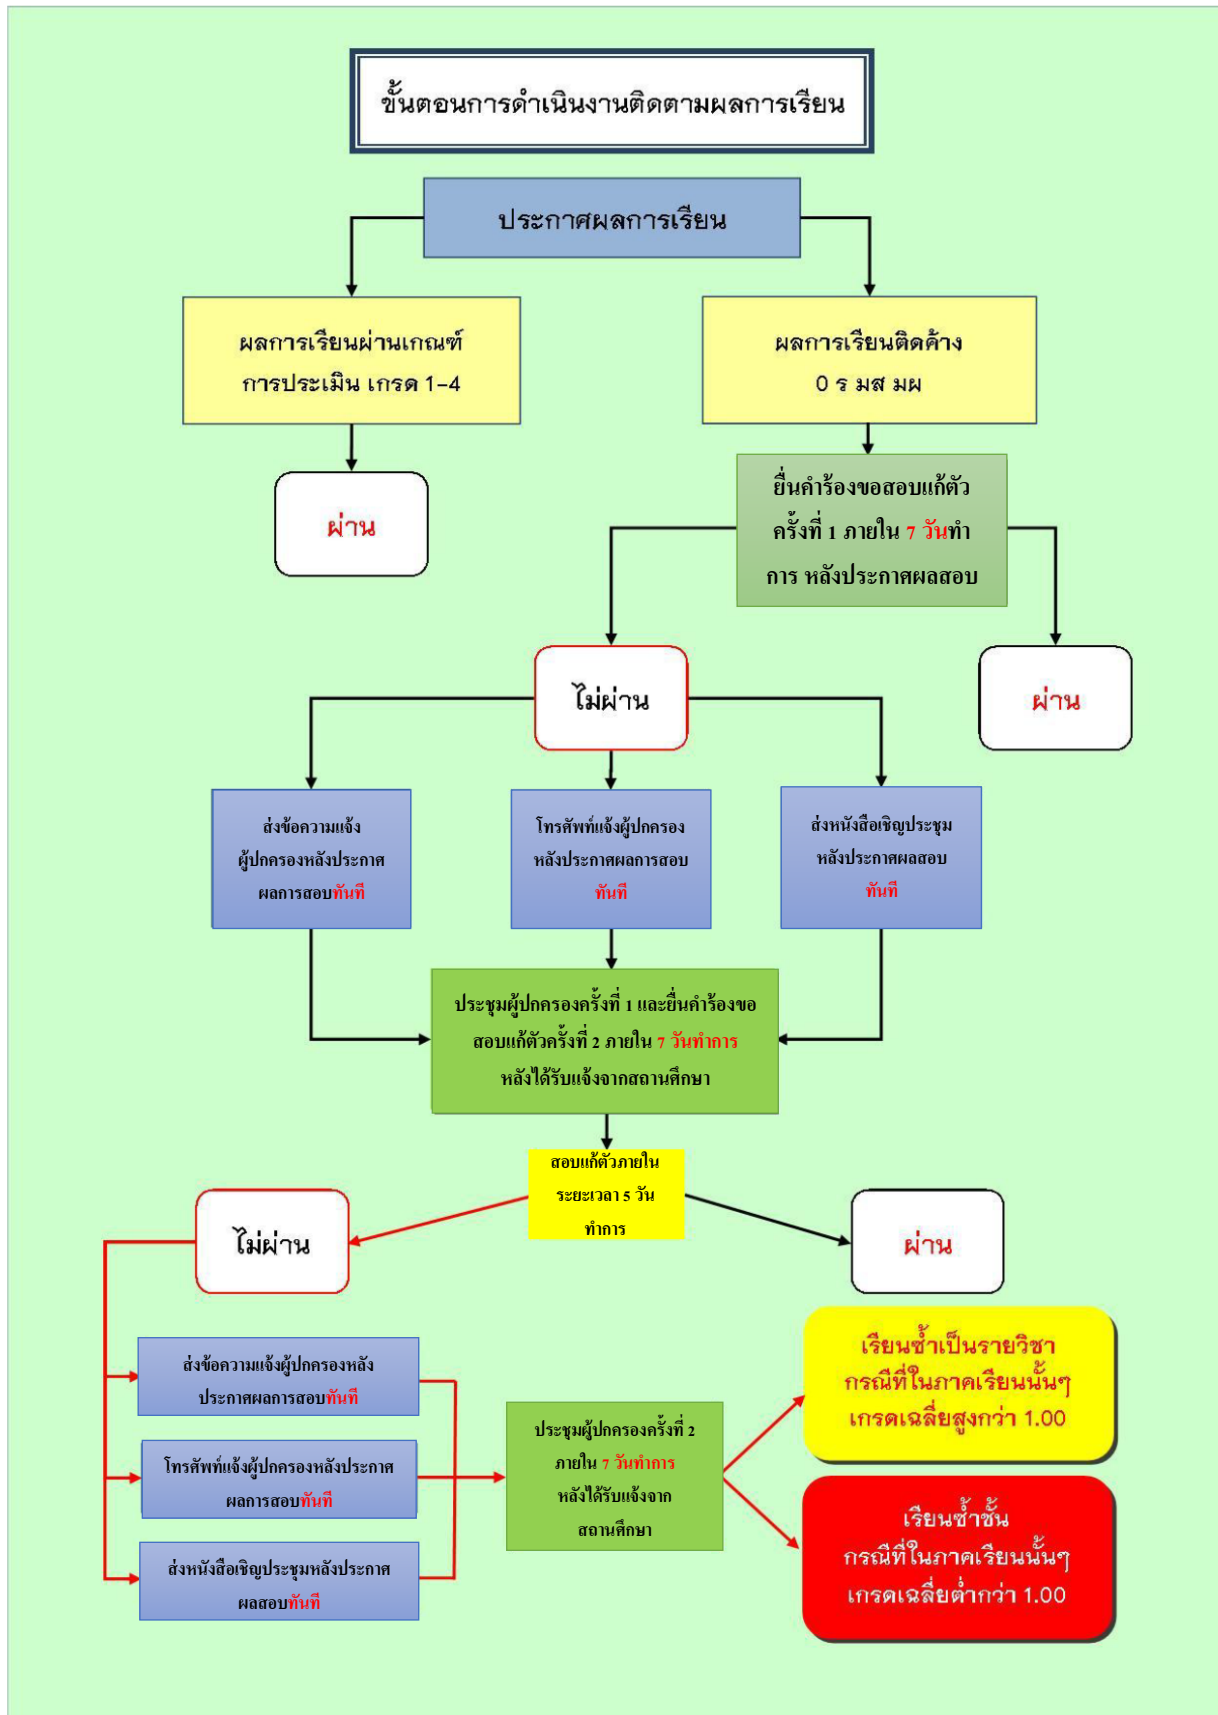 ขั้นตอนการดำเนินงานติดตามผลการเรียน
ประกาศผลการเรียน
ผลการเรียนผ่านเกณฑ์
การประเมิน เกรด 1-4
ผลการเรียนติดค้าง
0 ร มส มผ
ผ่าน
ยื่นคำร้องขอสอบแก้ตัว
ครั้งที่ 1 ภายใน 7 วันทำ
การ หลังประกาศผลสอบ
ไม่ผ่าน
ผ่าน
ส่งข้อความแจ้ง
ผู้ปกครองหลังประกาศ
ผลการสอบทันที
โทรศัพท์แจ้งผู้ปกครอง
หลังประกาศผลการสอบ
ทันที
ส่งหนังสือเชิญประชุม
หลังประกาศผลสอบ
ทันที
ประชุมผู้ปกครองครั้งที่ 1 และยื่นคำร้องขอ
สอบแก้ตัวครั้งที่ 2 ภายใน 7 วันทำการ
หลังได้รับแจ้งจากสถานศึกษา
สอบแก้ตัวภายใน
ระยะเวลา 5 วัน
ทำการ
ไม่ผ่าน
ผ่าน
ส่งข้อความแจ้งผู้ปกครองหลัง
ประกาศผลการสอบทันที
โทรศัพท์แจ้งผู้ปกครองหลังประกาศ
ผลการสอบทันที
ส่งหนังสือเชิญประชุมหลังประกาศ
ผลสอบทันที
ประชุมผู้ปกครองครั้งที่ 2
ภายใน 7 วันทำการ
หลังได้รับแจ้งจาก
สถานศึกษา
เรียนซ้ำเป็นรายวิชา
กรณีที่ในภาคเรียนนั้นๆ
เกรดเฉลี่ยสูงกว่า 1.00
เรียนซ้ำชั้น
กรณีที่ในภาคเรียนนั้นๆ
เกรดเฉลี่ยต่ำกว่า 1.00